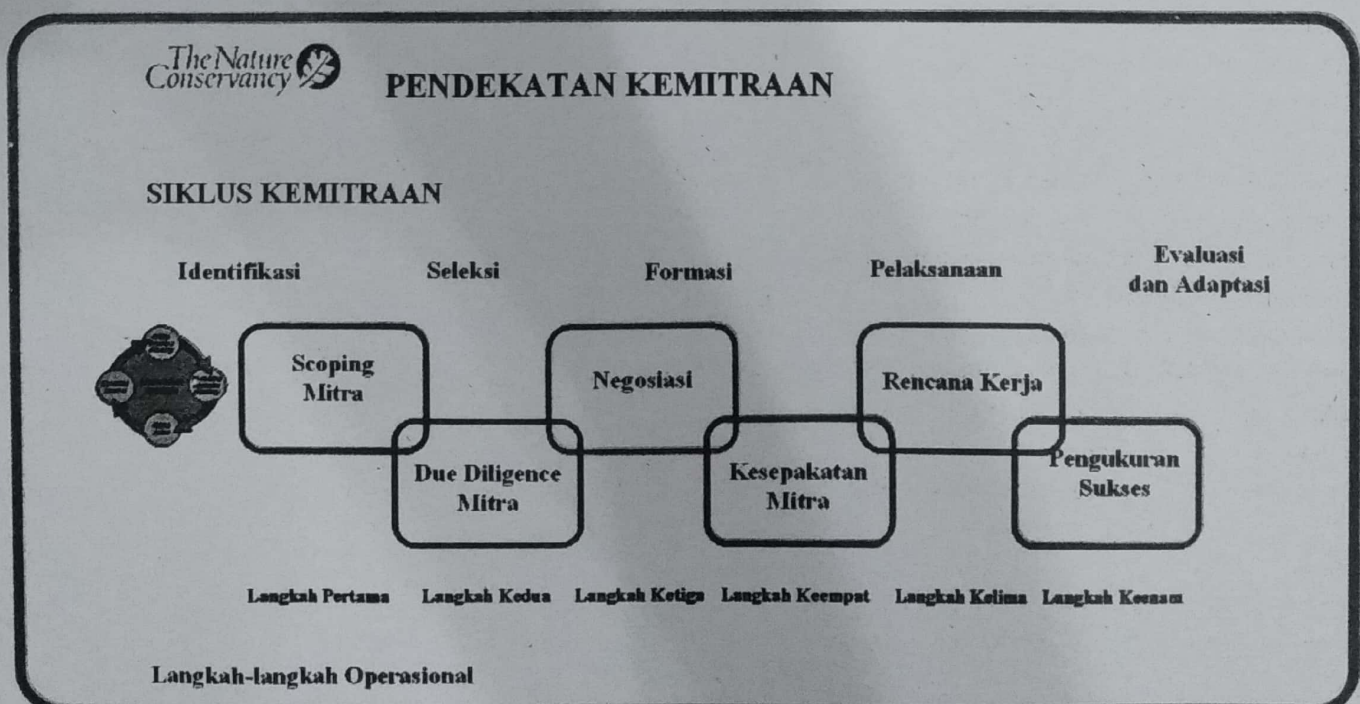 The Nature
Conservancy
PENDEKATAN KEMITRAAN
SIKLUS KEMITRAAN
Identifikasi
Seleksi
Formasi
Pelaksanaan
Evaluasi
dan Adaptasi
Scoping
Mitra
Negosiasi
Rencana Kerja
Due Diligence
Mitra
Kesepakatan
Mitra
Pengukuran
Sukses
Langkah Pertama
Langkah Kedua
Langkah Ketiga
Langkah Keempat
Langkah Kelima
Langkah Keenam
Langkah-langkah Operasional